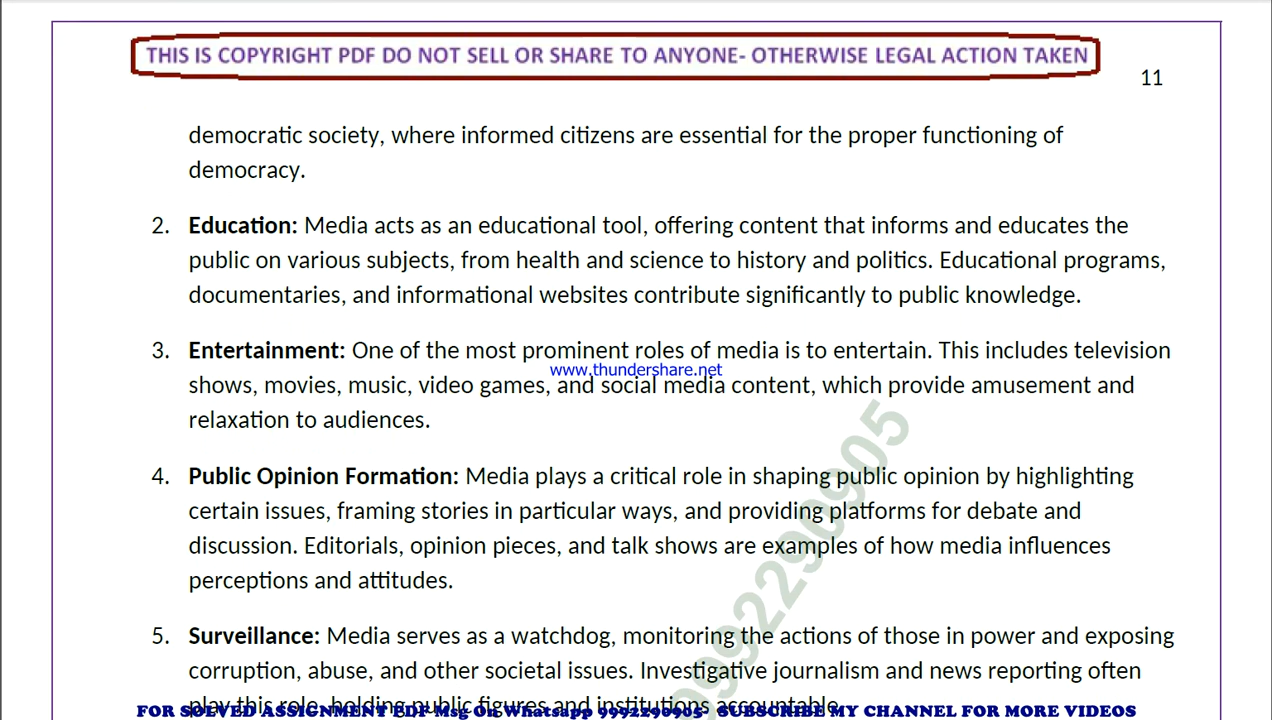 THIS IS COPYRIGHT PDF DO NOT SELL OR SHARE TO ANYONE- OTHERWISE LEGAL ACTION TAKEN
11
democratic society, where informed citizens are essential for the proper functioning of
democracy.
2. Education: Media acts as an educational tool, offering content that informs and educates the
public on various subjects, from health and science to history and politics. Educational programs,
documentaries, and informational websites contribute significantly to public knowledge.
3. Entertainment: One of the most prominent roles of media is to entertain. This includes television
www.thundershare.net
shows, movies, music, video games, and social media content, which provide amusement and
relaxation to audiences.
4. Public Opinion Formation: Media plays a critical role in shaping public opinion by highlighting
certain issues, framing stories in particular ways, and providing platforms for debate and
discussion. Editorials, opinion pieces, and talk shows are examples of how media influences
perceptions and attitudes.
5. Surveillance: Media serves as a watchdog, monitoring the actions of those in power and exposing
corruption, abuse, and other societal issues. Investigative journalism and news reporting often
play this role, holding public figures and institutions accountable.
9992290905
FOR SOLVED ASSIGNMENT PDF Msg On Whatsapp 9992290905- SUBSCRIBE MY CHANNEL FOR MORE VIDEOS